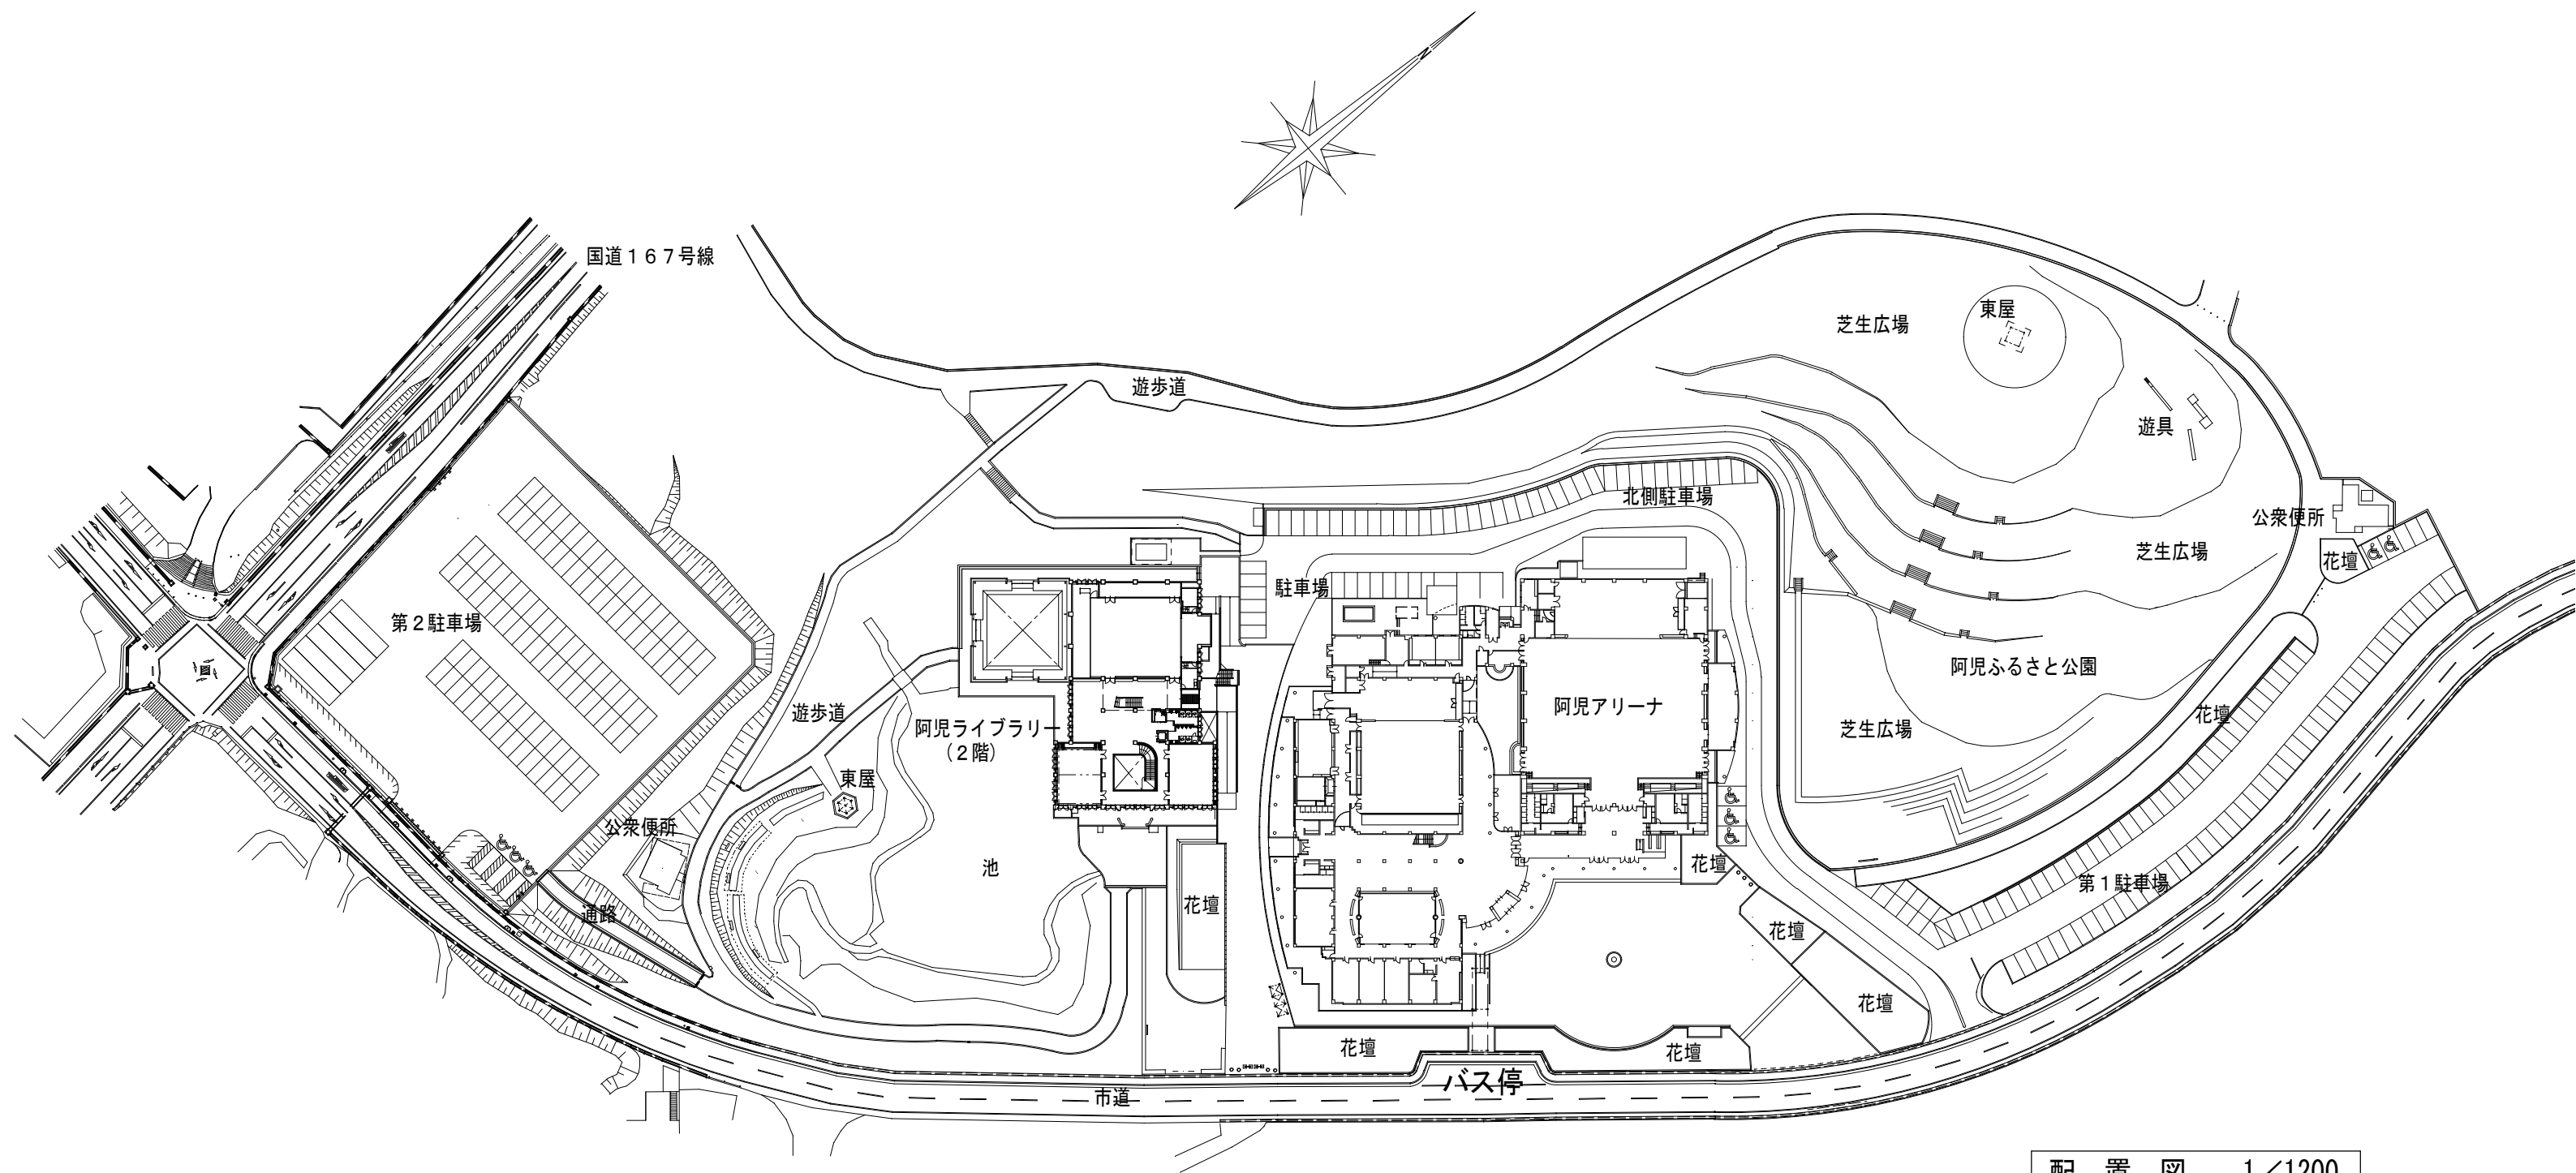 N
国道１６７号線
芝生広場
東屋
遊歩道
遊具
北側駐車場
公衆便所
芝生広場
花壇
駐車場
第２駐車場
阿児ふるさと公園
阿児アリーナ
遊歩道
花壇
阿児ライブラリー
（２階）
芝生広場
東屋
公衆便所
池
花壇
第１駐車場
花壇
通路
花壇
花壇
花壇
花壇
バス停
市道
配　置　図　　１／1200